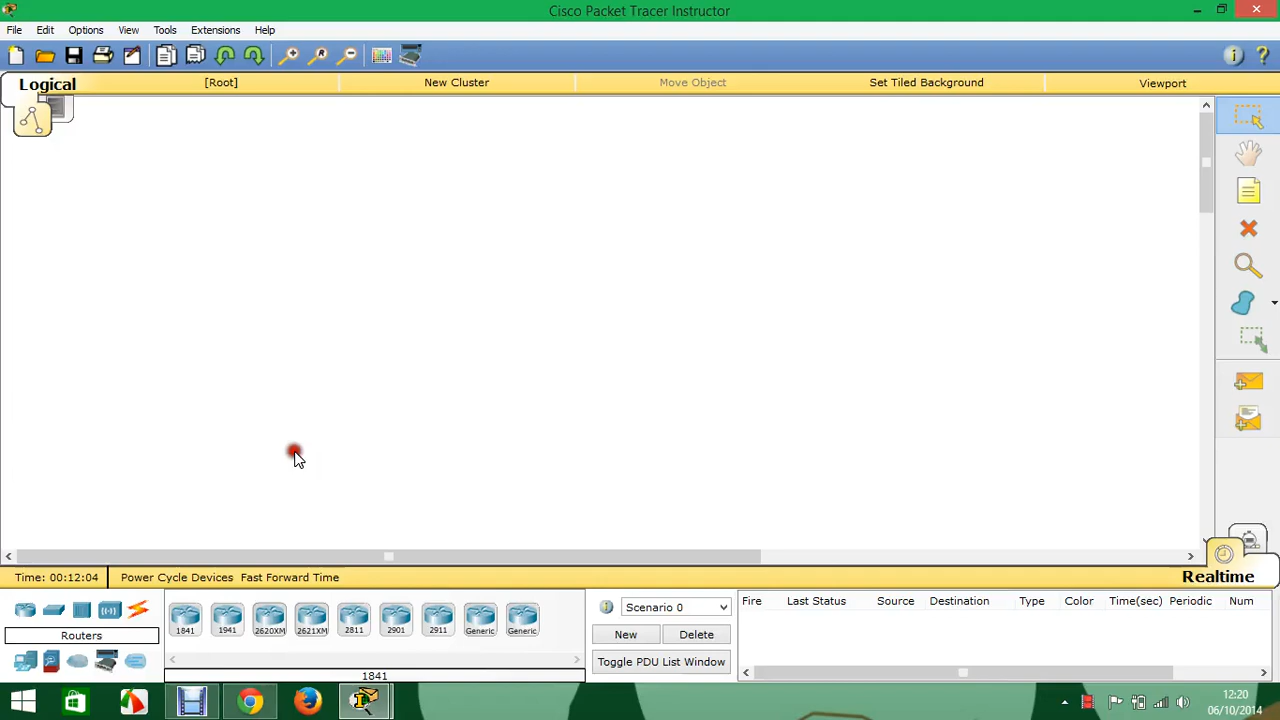 Cisco Packet Tracer Instructor
File Edit Options View Tools Extensions Help
Logical [Root] New Cluster Move Object Set Tiled Background Viewport
Time: 00:12:04 Power Cycle Devices Fast Forward Time Realtime
1841 1941 2620XM 2621XM 2811 2901 2911 Generic Generic
Routers
1841
Scenario 0
New Delete
Toggle PDU List Window
Fire Last Status Source Destination Type Color Time(sec) Periodic Num
12:20
06/10/2014